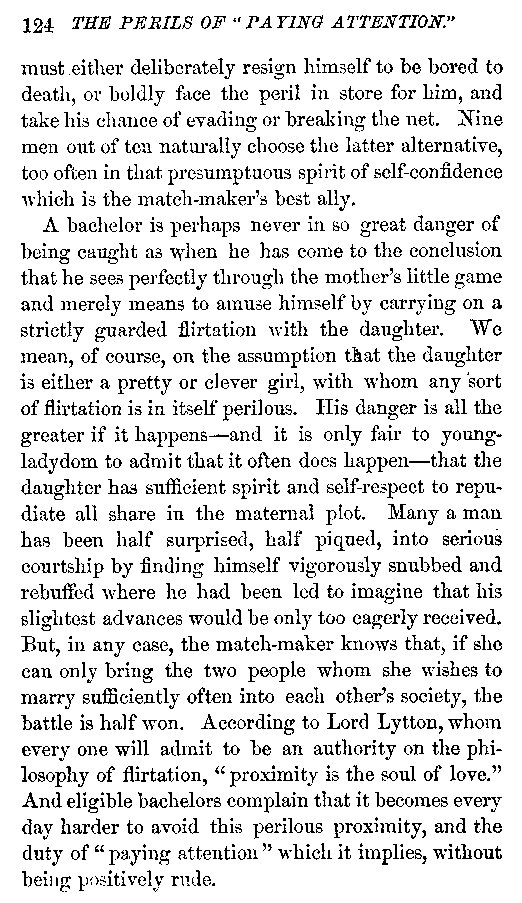 124 THE PERILS OF "PAYING ATTENTION."
must either deliberately resign himself to be bored to
death, or boldly face the peril in store for him, and
take his chance of evading or breaking the net. Nine
men out of ten naturally choose the latter alternative,
too often in that presumptuous spirit of self-confidence
which is the match-maker's best ally.
A bachelor is perhaps never in so great danger of
being caught as when he has come to the conclusion
that he sees perfectly through the mother's little game
and merely means to amuse himself by carrying on a
strictly guarded flirtation with the daughter. We
mean, of course, on the assumption that the daughter
is either a pretty or clever girl, with whom any sort
of flirtation is in itself perilous. His danger is all the
greater if it happens—and it is only fair to young-
ladydom to admit that it often does happen—that the
daughter has sufficient spirit and self-respect to repu-
diate all share in the maternal plot. Many a man
has been half surprised, half piqued, into serious
courtship by finding himself vigorously snubbed and
rebuffed where he had been led to imagine that his
slightest advances would be only too eagerly received.
But, in any case, the match-maker knows that, if she
can only bring the two people whom she wishes to
marry sufficiently often into each other's society, the
battle is half won. According to Lord Lytton, whom
every one will admit to be an authority on the phi-
losophy of flirtation, "proximity is the soul of love."
And eligible bachelors complain that it becomes every
day harder to avoid this perilous proximity, and the
duty of "paying attention" which it implies, without
being positively rude.